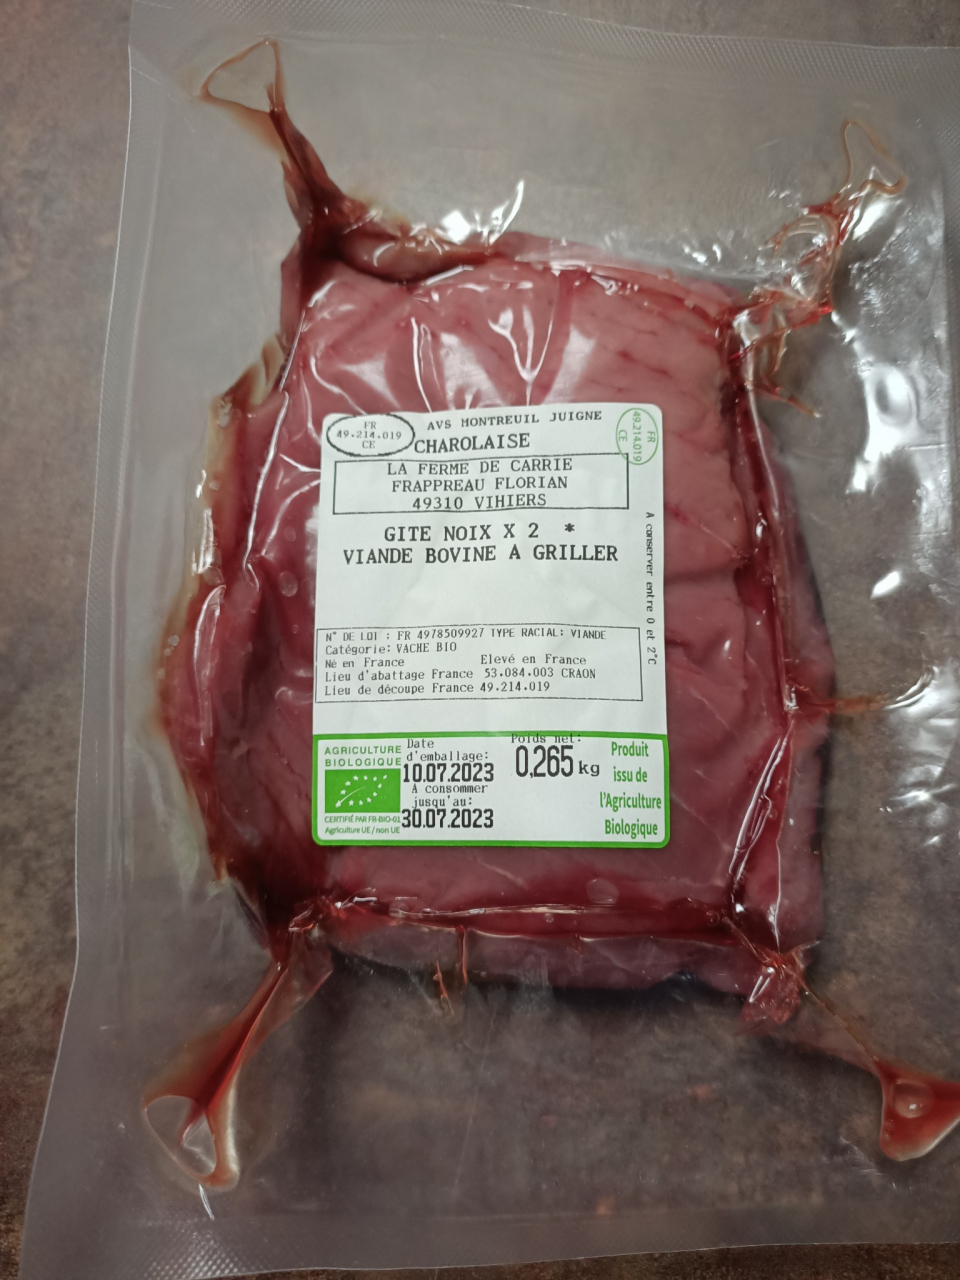 FR
49.214.019
CE
AVS MONTREUIL JUIGNE
CHAROLAISE
FR
49.214.019
CE
LA FERME DE CARRIE
FRAPPREAU FLORIAN
49310 VIHIERS
GITE NOIX X 2 *
VIANDE BOVINE A GRILLER
A conserver entre 0 et 2°C
N° DE LOT : FR 4978509927 TYPE RACIAL: VIANDE
Catégorie: VACHE BIO
Né en France Elevé en France
Lieu d'abattage France 53.084.003 CRAON
Lieu de découpe France 49.214.019
AGRICULTURE
BIOLOGIQUE
CERTIFIÉ PAR FR-BIO-01
Agriculture UE / non UE
Date
d'emballage:
10.07.2023
A consommer
jusqu'au:
30.07.2023
Poids net:
0,265 kg
Produit
issu de
l'Agriculture
Biologique